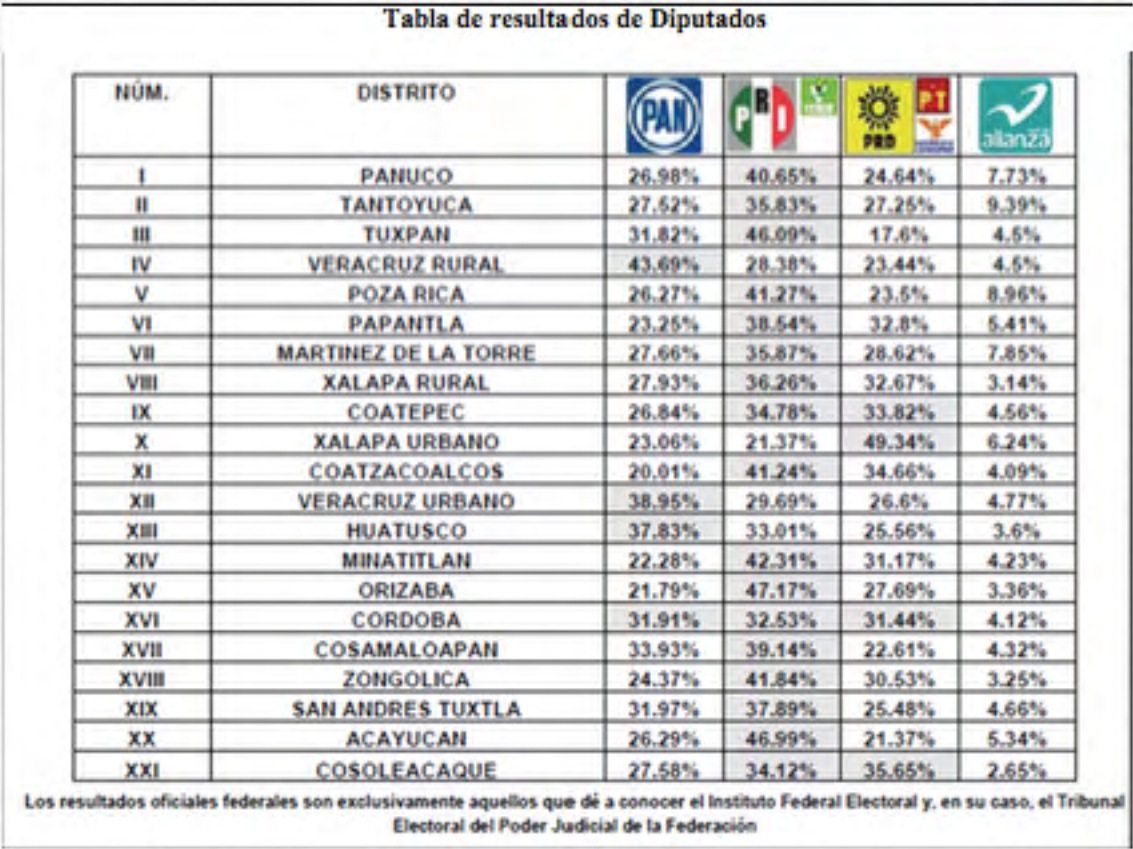 Tabla de resultados de Diputados
NÚM. DISTRITO PAN PRI PRD PT alianza
I PANUCO 26.98% 40.65% 24.64% 7.73%
II TANTOYUCA 27.52% 35.83% 27.25% 9.39%
III TUXPAN 31.82% 46.09% 17.6% 4.5%
IV VERACRUZ RURAL 43.69% 28.38% 23.44% 4.5%
V POZA RICA 26.27% 41.27% 23.5% 8.96%
VI PAPANTLA 23.25% 38.54% 32.8% 5.41%
VII MARTINEZ DE LA TORRE 27.66% 35.87% 28.62% 7.85%
VIII XALAPA RURAL 27.93% 36.26% 32.67% 3.14%
IX COATEPEC 26.84% 34.78% 33.82% 4.56%
X XALAPA URBANO 23.06% 21.37% 49.34% 6.24%
XI COATZACOALCOS 20.01% 41.24% 34.66% 4.09%
XII VERACRUZ URBANO 38.95% 29.69% 26.6% 4.77%
XIII HUATUSCO 37.83% 33.01% 25.56% 3.6%
XIV MINATITLAN 22.28% 42.31% 31.17% 4.23%
XV ORIZABA 21.79% 47.17% 27.69% 3.36%
XVI CORDOBA 31.91% 32.53% 31.44% 4.12%
XVII COSAMALOAPAN 33.93% 39.14% 22.61% 4.32%
XVIII ZONGOLICA 24.37% 41.84% 30.53% 3.25%
XIX SAN ANDRES TUXTLA 31.97% 37.89% 25.48% 4.66%
XX ACAYUCAN 26.29% 46.99% 21.37% 5.34%
XXI COSOLEACAQUE 27.58% 34.12% 35.65% 2.65%
Los resultados oficiales federales son exclusivamente aquellos que dé a conocer el Instituto Federal Electoral y, en su caso, el Tribunal
Electoral del Poder Judicial de la Federación